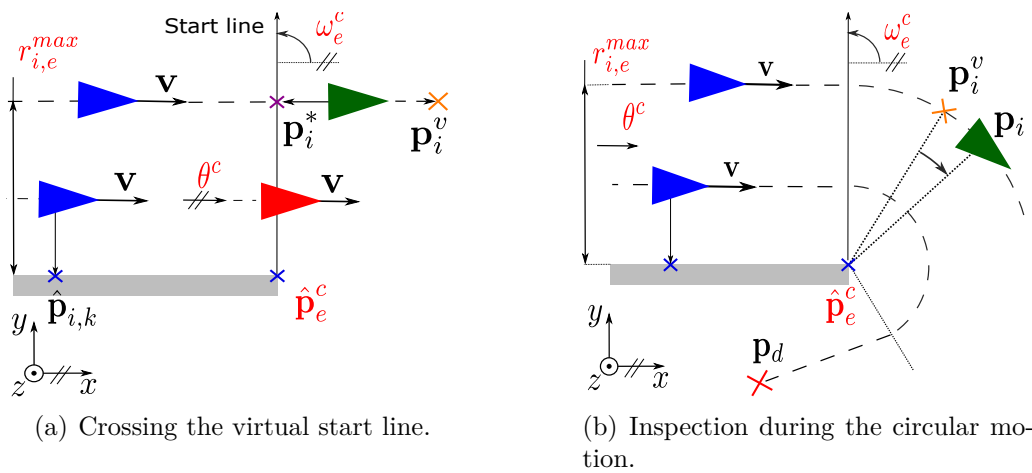 Start line
ω_e^c
r_{i,e}^{max}
v
p_i^*
p_i^v
θ^c
v
v
p̂_{i,k}
p̂_e^c
y
z
x
(a) Crossing the virtual start line.
ω_e^c
r_{i,e}^{max}
v
p_i^v
p_i
θ^c
v
p̂_e^c
p_d
y
z
x
(b) Inspection during the circular mo-
tion.